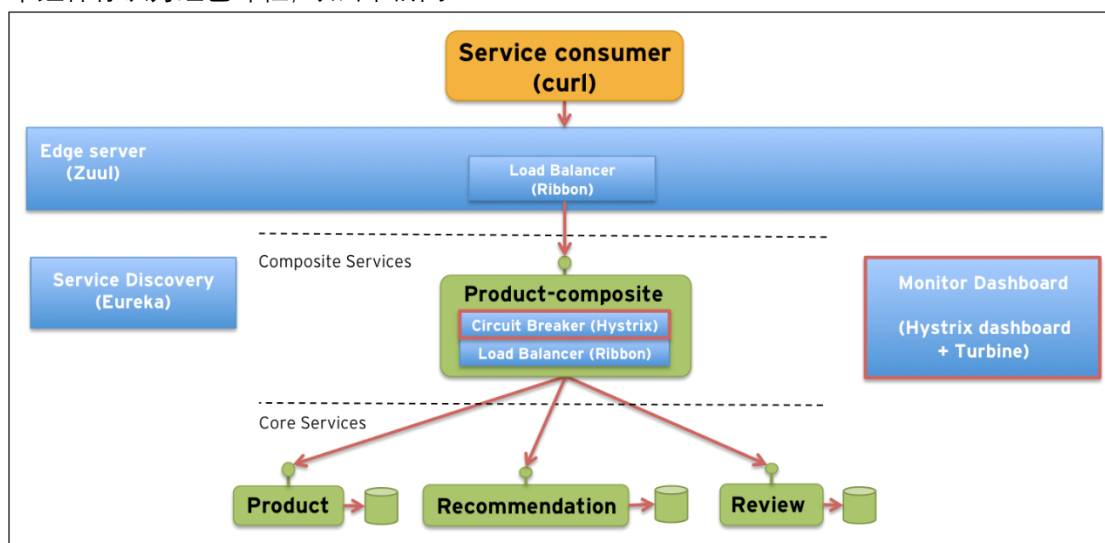 Service consumer
(curl)
Edge server
(Zuul)
Load Balancer
(Ribbon)
Composite Services
Service Discovery
(Eureka)
Product-composite
Circuit Breaker (Hystrix)
Load Balancer (Ribbon)
Monitor Dashboard
(Hystrix dashboard
+ Turbine)
Core Services
Product
Recommendation
Review